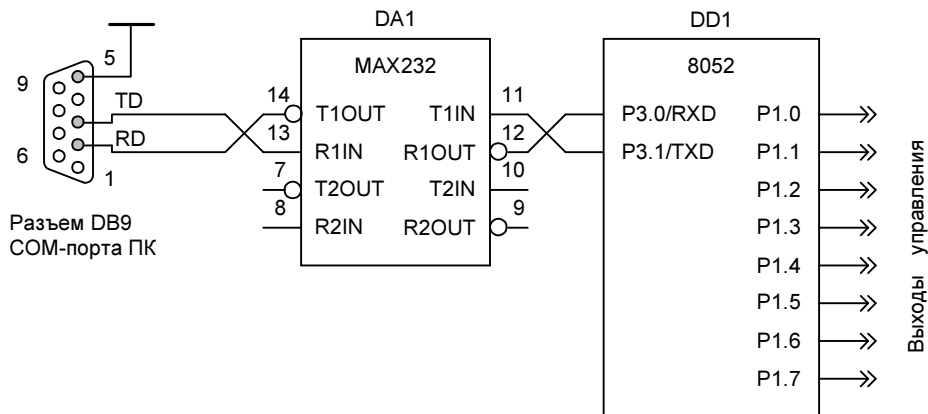 DA1
DD1
MAX232
8052
9
5
6
1
TD
RD
14
13
7
8
T1OUT
R1IN
T2OUT
R2IN
T1IN
R1OUT
T2IN
R2OUT
11
12
10
9
P3.0/RXD
P3.1/TXD
P1.0
P1.1
P1.2
P1.3
P1.4
P1.5
P1.6
P1.7
Выходы управления
Разъем DB9
COM-порта ПК